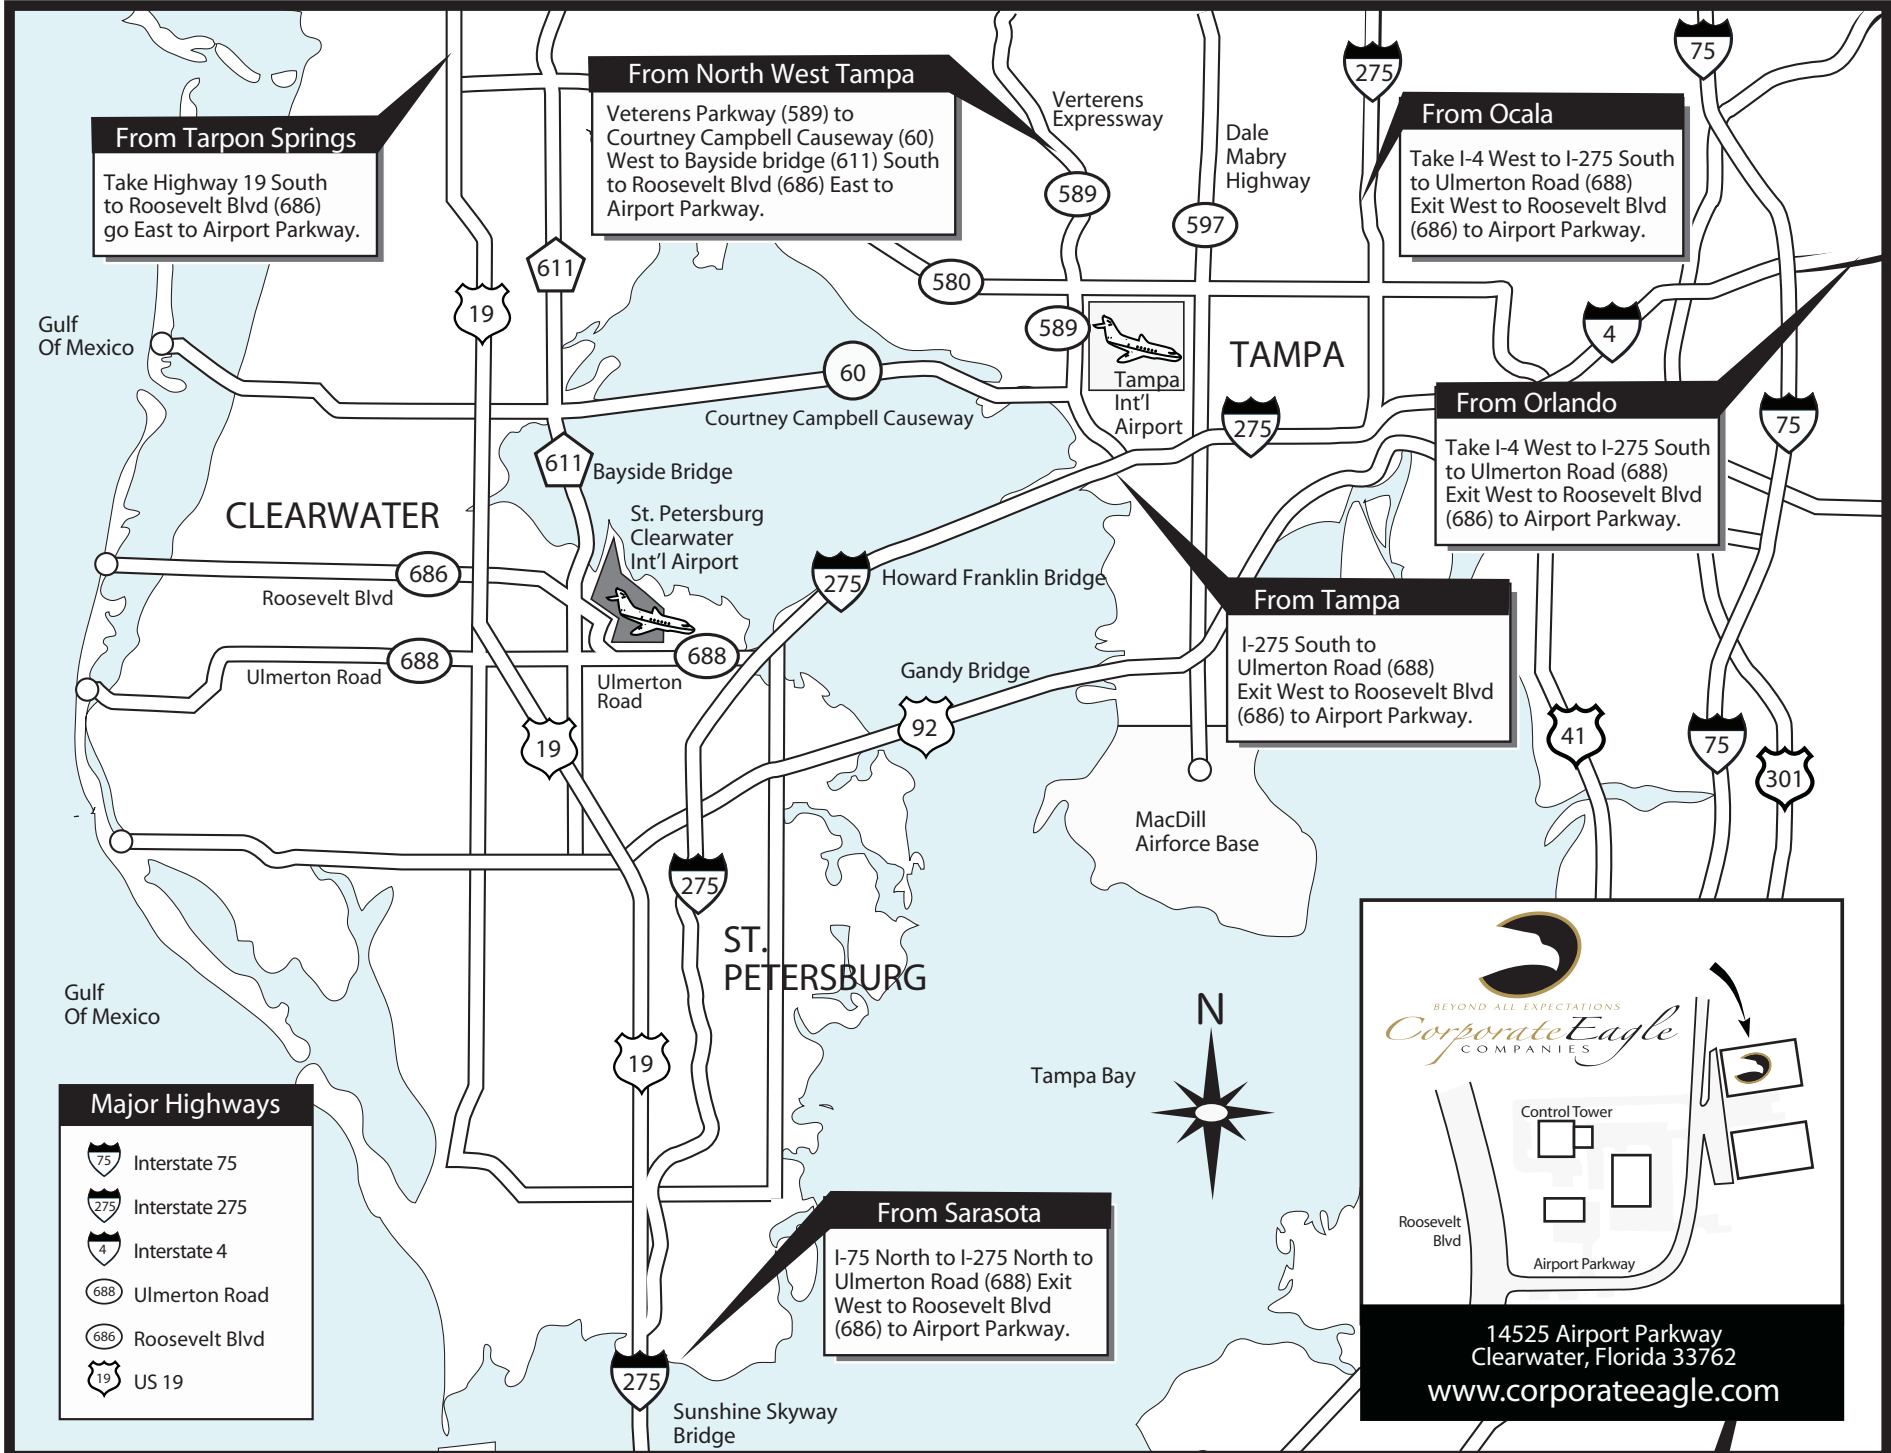 75
275
From North West Tampa
Veterens Parkway (589) to
Courtney Campbell Causeway (60)
West to Bayside bridge (611) South
to Roosevelt Blvd (686) East to
Airport Parkway.
Verterens
Expressway
Dale
Mabry
Highway
From Ocala
Take I-4 West to I-275 South
to Ulmerton Road (688)
Exit West to Roosevelt Blvd
(686) to Airport Parkway.
From Tarpon Springs
Take Highway 19 South
to Roosevelt Blvd (686)
go East to Airport Parkway.
589
597
611
580
19
589
4
Gulf
Of Mexico
TAMPA
60
Tampa
Int'l
Airport
Courtney Campbell Causeway
275
75
From Orlando
Take I-4 West to I-275 South
to Ulmerton Road (688)
Exit West to Roosevelt Blvd
(686) to Airport Parkway.
611
Bayside Bridge
CLEARWATER
St. Petersburg
Clearwater
Int'l Airport
686
Roosevelt Blvd
275
Howard Franklin Bridge
From Tampa
I-275 South to
Ulmerton Road (688)
Exit West to Roosevelt Blvd
(686) to Airport Parkway.
688
Ulmerton Road
688
Ulmerton
Road
Gandy Bridge
92
19
41
75
301
MacDill
Airforce Base
275
ST.
PETERSBURG
Gulf
Of Mexico
N
19
Tampa Bay
BEYOND ALL EXPECTATIONS
Corporate Eagle
COMPANIES
Control Tower
Roosevelt
Blvd
Airport Parkway
14525 Airport Parkway
Clearwater, Florida 33762
www.corporateeagle.com
Major Highways
75 Interstate 75
275 Interstate 275
4 Interstate 4
688 Ulmerton Road
686 Roosevelt Blvd
19 US 19
From Sarasota
I-75 North to I-275 North to
Ulmerton Road (688) Exit
West to Roosevelt Blvd
(686) to Airport Parkway.
275
Sunshine Skyway
Bridge